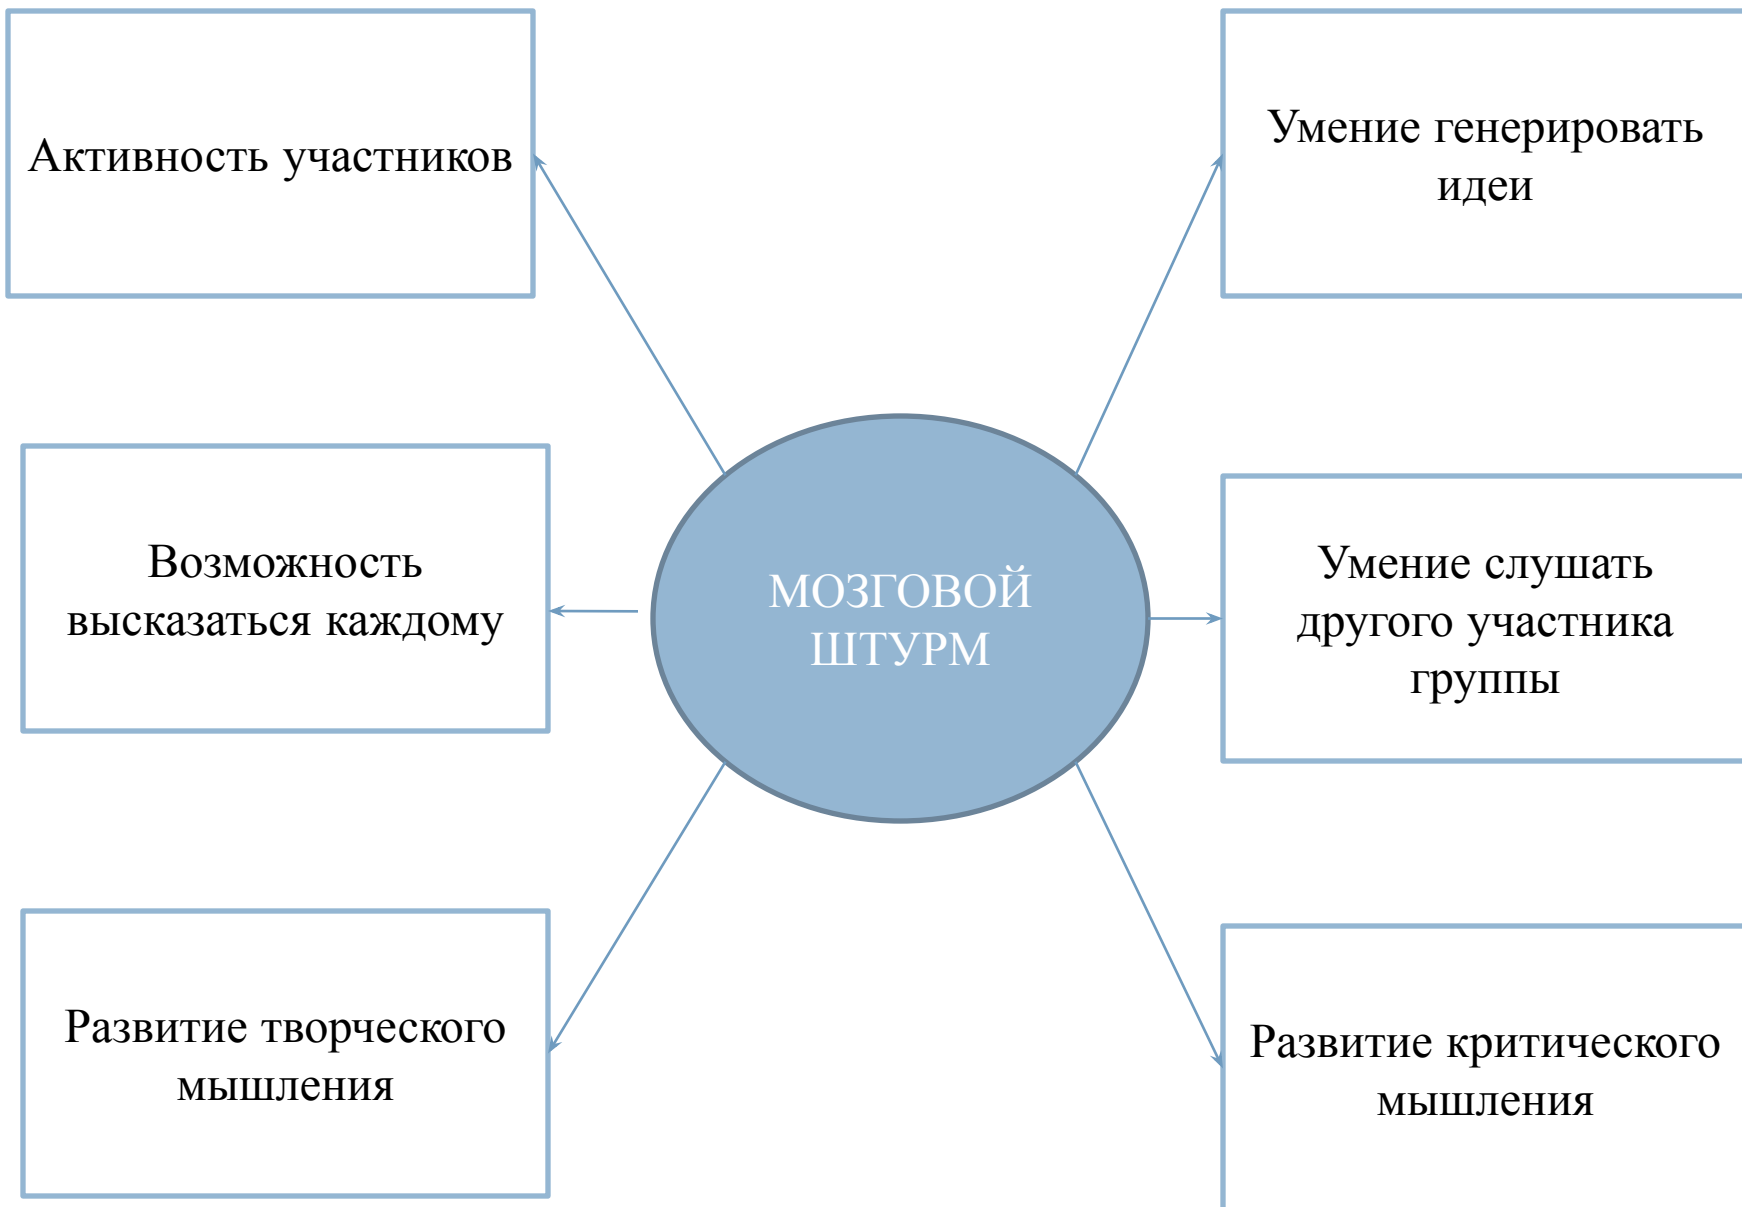 Активность участников
Умение генерировать
идеи
Возможность
высказаться каждому
МОЗГОВОЙ
ШТУРМ
Умение слушать
другого участника
группы
Развитие творческого
мышления
Развитие критического
мышления